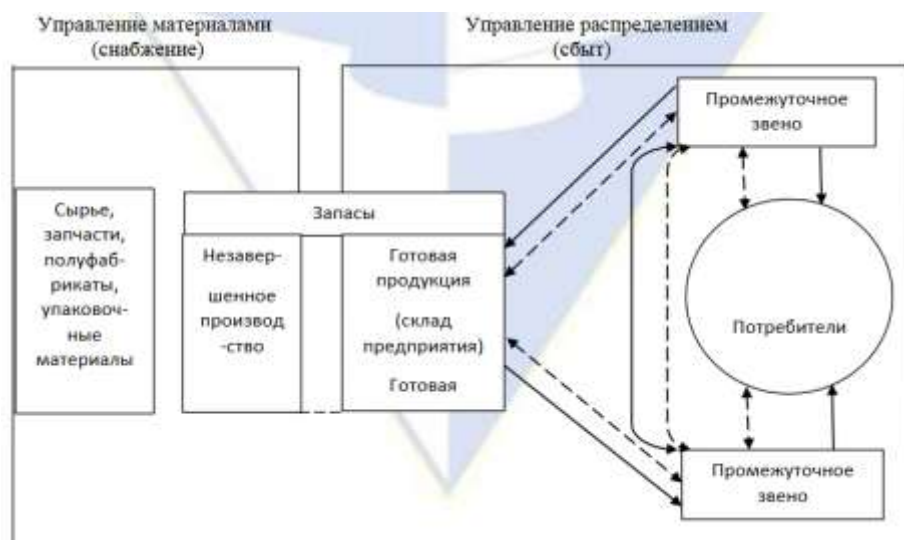 Управление материалами
(снабжение)
Управление распределением
(сбыт)
Промежуточное
звено
Сырье,
запчасти,
полуфаб-
рикаты,
упаковоч-
ные
материалы
Запасы
Незавер-
шенное
производ
-ство
Готовая
продукция
(склад
предприятия)
Готовая
Потребители
Промежуточное
звено